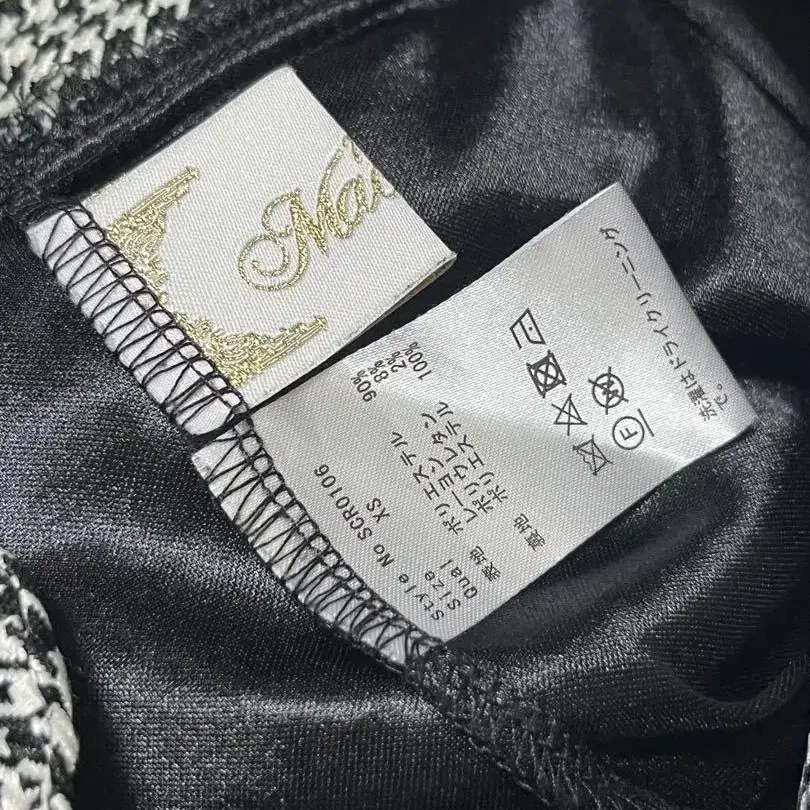 Style No SCR0106
Size XS
Qual
表地 ポリエステル 90%
レーヨン 8%
ポリウレタン 2%
裏地 ポリエステル 100%
F
洗濯はドライクリーニング
で。